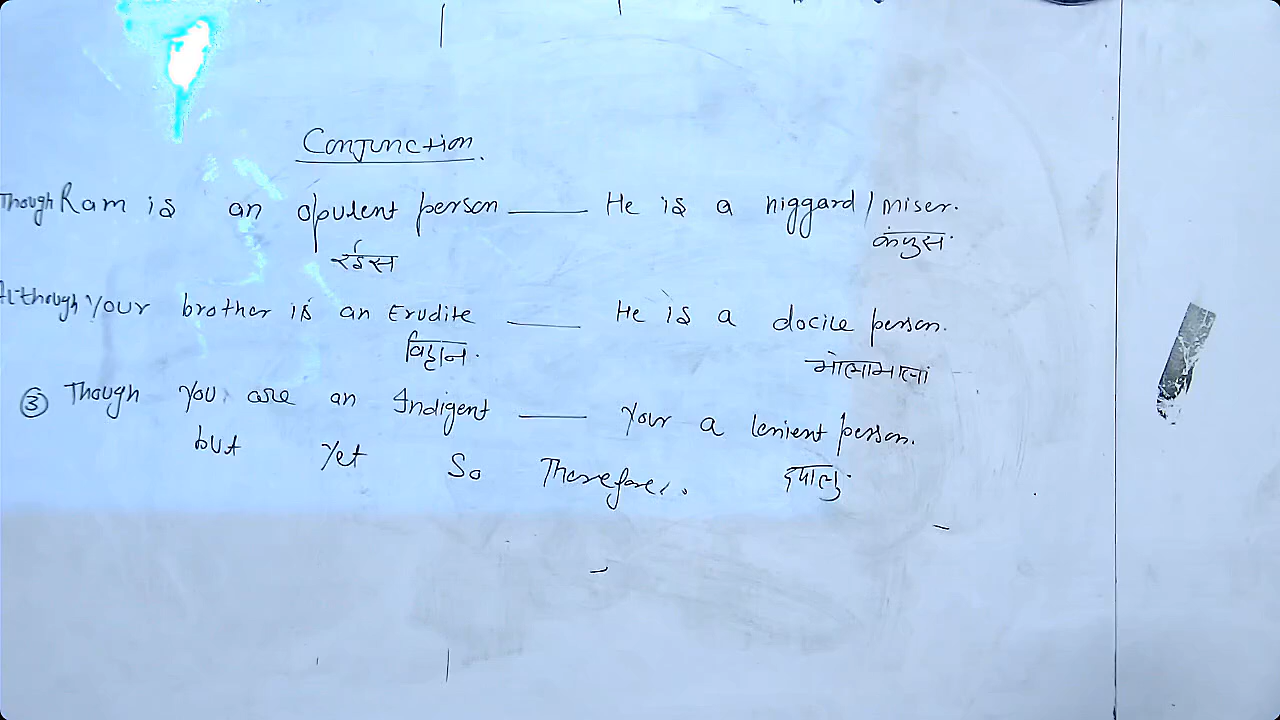 Conjunction.
Though Ram is an opulent person ____ He is a niggard / miser.
रईस कंजुस.
Although your brother is an Erudite ____ He is a docile person.
विद्वान. भोलाभाला
③ Though You are an Indigent ____ Your a lenient person.
but Yet So Therefore.
दयालु.